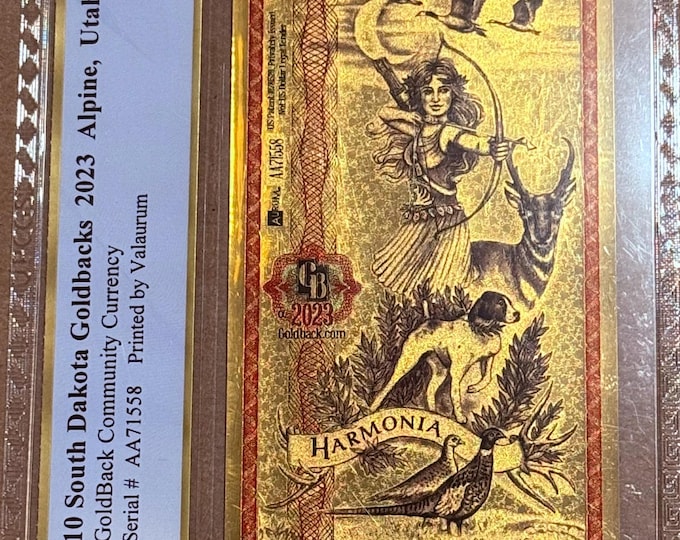 10 South Dakota Goldbacks 2023 Alpine, Utah
GoldBack Community Currency
Serial # AA71558 Printed by Valaurum
AA71558
GB
2023
Goldback.com
HARMONIA